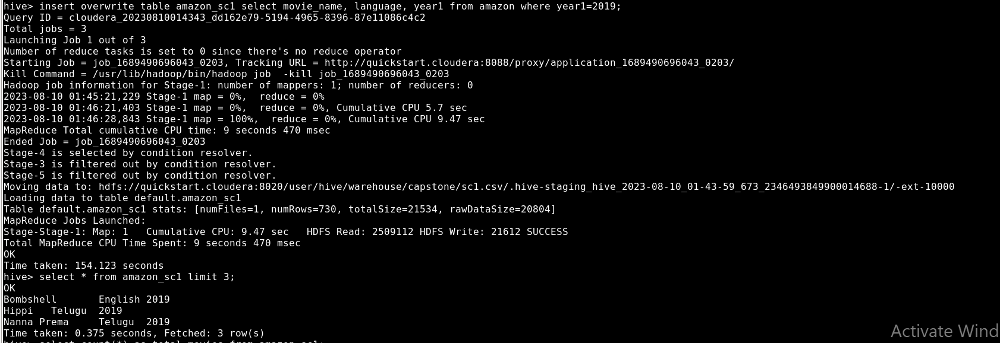 hive> insert overwrite table amazon_sc1 select movie_name, language, year1 from amazon where year1=2019;
Query ID = cloudera_20230810014343_dd162e79-5194-4965-8396-87e11086c4c2
Total jobs = 3
Launching Job 1 out of 3
Number of reduce tasks is set to 0 since there's no reduce operator
Starting Job = job_1689490696043_0203, Tracking URL = http://quickstart.cloudera:8088/proxy/application_1689490696043_0203/
Kill Command = /usr/lib/hadoop/bin/hadoop job  -kill job_1689490696043_0203
Hadoop job information for Stage-1: number of mappers: 1; number of reducers: 0
2023-08-10 01:45:21,229 Stage-1 map = 0%,  reduce = 0%
2023-08-10 01:46:21,403 Stage-1 map = 0%,  reduce = 0%, Cumulative CPU 5.7 sec
2023-08-10 01:46:28,843 Stage-1 map = 100%,  reduce = 0%, Cumulative CPU 9.47 sec
MapReduce Total cumulative CPU time: 9 seconds 470 msec
Ended Job = job_1689490696043_0203
Stage-4 is selected by condition resolver.
Stage-3 is filtered out by condition resolver.
Stage-5 is filtered out by condition resolver.
Moving data to: hdfs://quickstart.cloudera:8020/user/hive/warehouse/capstone/sc1.csv/.hive-staging_hive_2023-08-10_01-43-59_673_2346493849900014688-1/-ext-10000
Loading data to table default.amazon_sc1
Table default.amazon_sc1 stats: [numFiles=1, numRows=730, totalSize=21534, rawDataSize=20804]
MapReduce Jobs Launched:
Stage-Stage-1: Map: 1   Cumulative CPU: 9.47 sec   HDFS Read: 2509112 HDFS Write: 21612 SUCCESS
Total MapReduce CPU Time Spent: 9 seconds 470 msec
OK
Time taken: 154.123 seconds
hive> select * from amazon_sc1 limit 3;
OK
Bombshell       English 2019
Hippi   Telugu  2019
Nanna Prema     Telugu  2019
Time taken: 0.375 seconds, Fetched: 3 row(s)
hive> select count(*) as total_movies from amazon_sc1;
Activate Wind